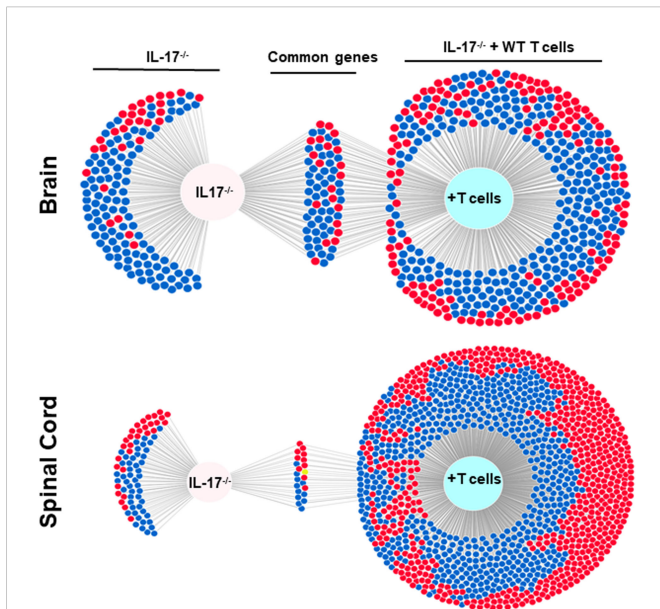 IL-17-/-
Common genes
IL-17-/- + WT T cells
Brain
IL17-/-
+T cells
Spinal Cord
IL-17-/-
+T cells